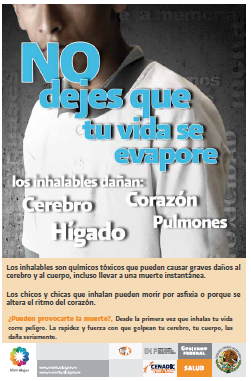 NO
dejes que
tu vida se
evapore
los inhalables dañan:
Cerebro Corazón
Hígado Pulmones
Los inhalables son químicos tóxicos que pueden causar graves daños al
cerebro y al cuerpo, incluso llevar a una muerte instantánea.
Los chicos y chicas que inhalan pueden morir por asfixia o porque se
altera el ritmo del corazón.
¿Pueden provocarte la muerte?, Desde la primera vez que inhalas tu vida
corre peligro. La rapidez y fuerza con que golpean tu cerebro, tu cuerpo, las
daña seriamente.
GOBIERNO
FEDERAL
SALUD
CENADIC
Vivir Mejor